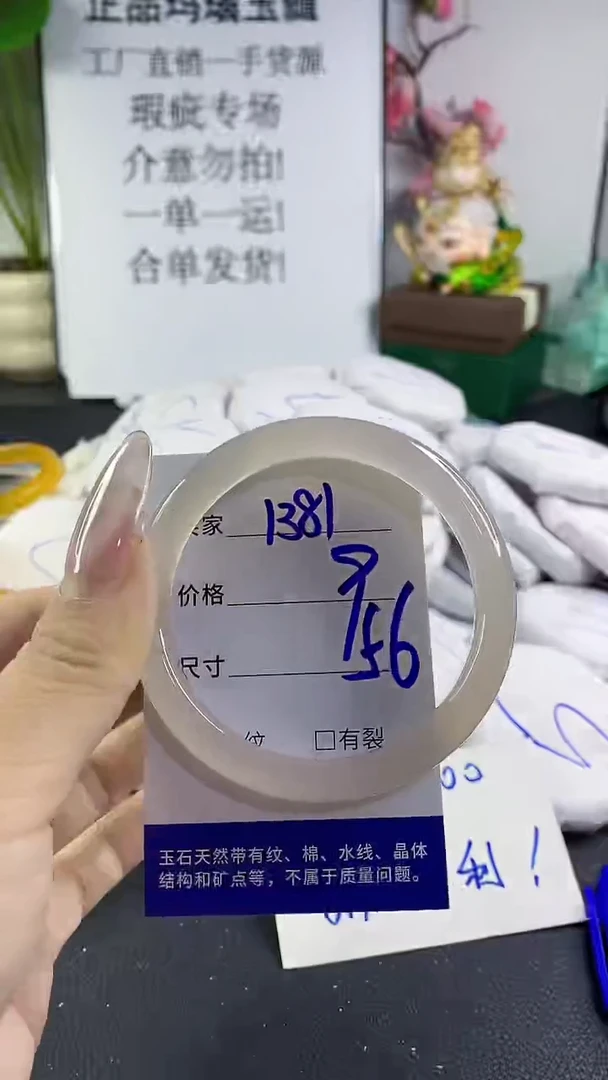 正品玛瑙玉髓
工厂直销一手货源
瑕疵专场
介意勿拍!
一单一运!
合单发货!
家 1381
价格
尺寸 56
纹 □有裂
玉石天然带有纹、棉、水线、晶体
结构和矿点等，不属于质量问题。
00
利!